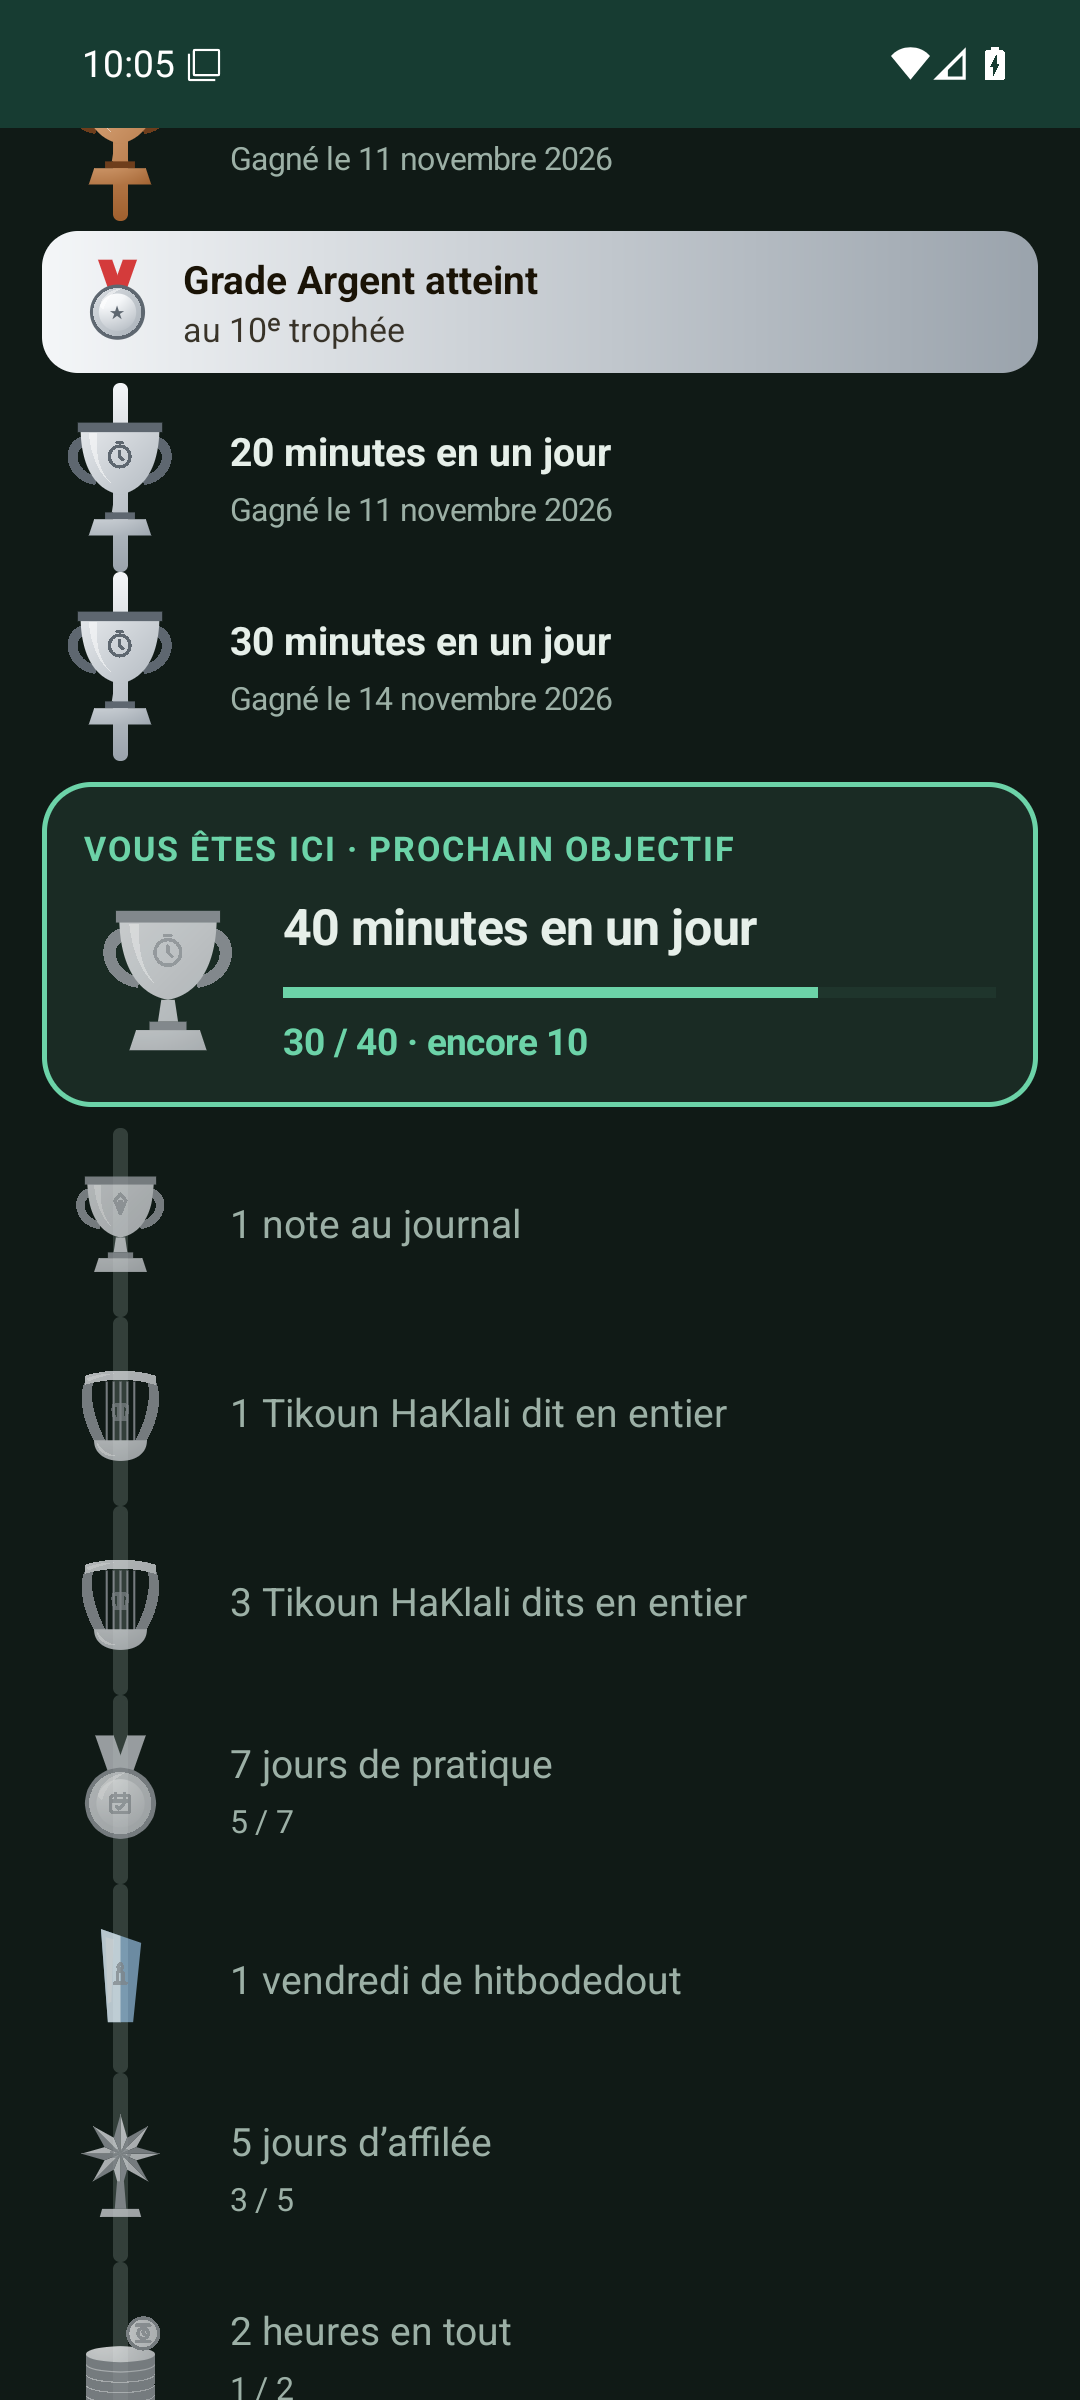 10:05
Gagné le 11 novembre 2026
Grade Argent atteint
au 10ᵉ trophée
20 minutes en un jour
Gagné le 11 novembre 2026
30 minutes en un jour
Gagné le 14 novembre 2026
VOUS ÊTES ICI · PROCHAIN OBJECTIF
40 minutes en un jour
30 / 40 · encore 10
1 note au journal
1 Tikoun HaKlali dit en entier
3 Tikoun HaKlali dits en entier
7 jours de pratique
5 / 7
1 vendredi de hitbodedout
5 jours d’affilée
3 / 5
2 heures en tout
1 / 2